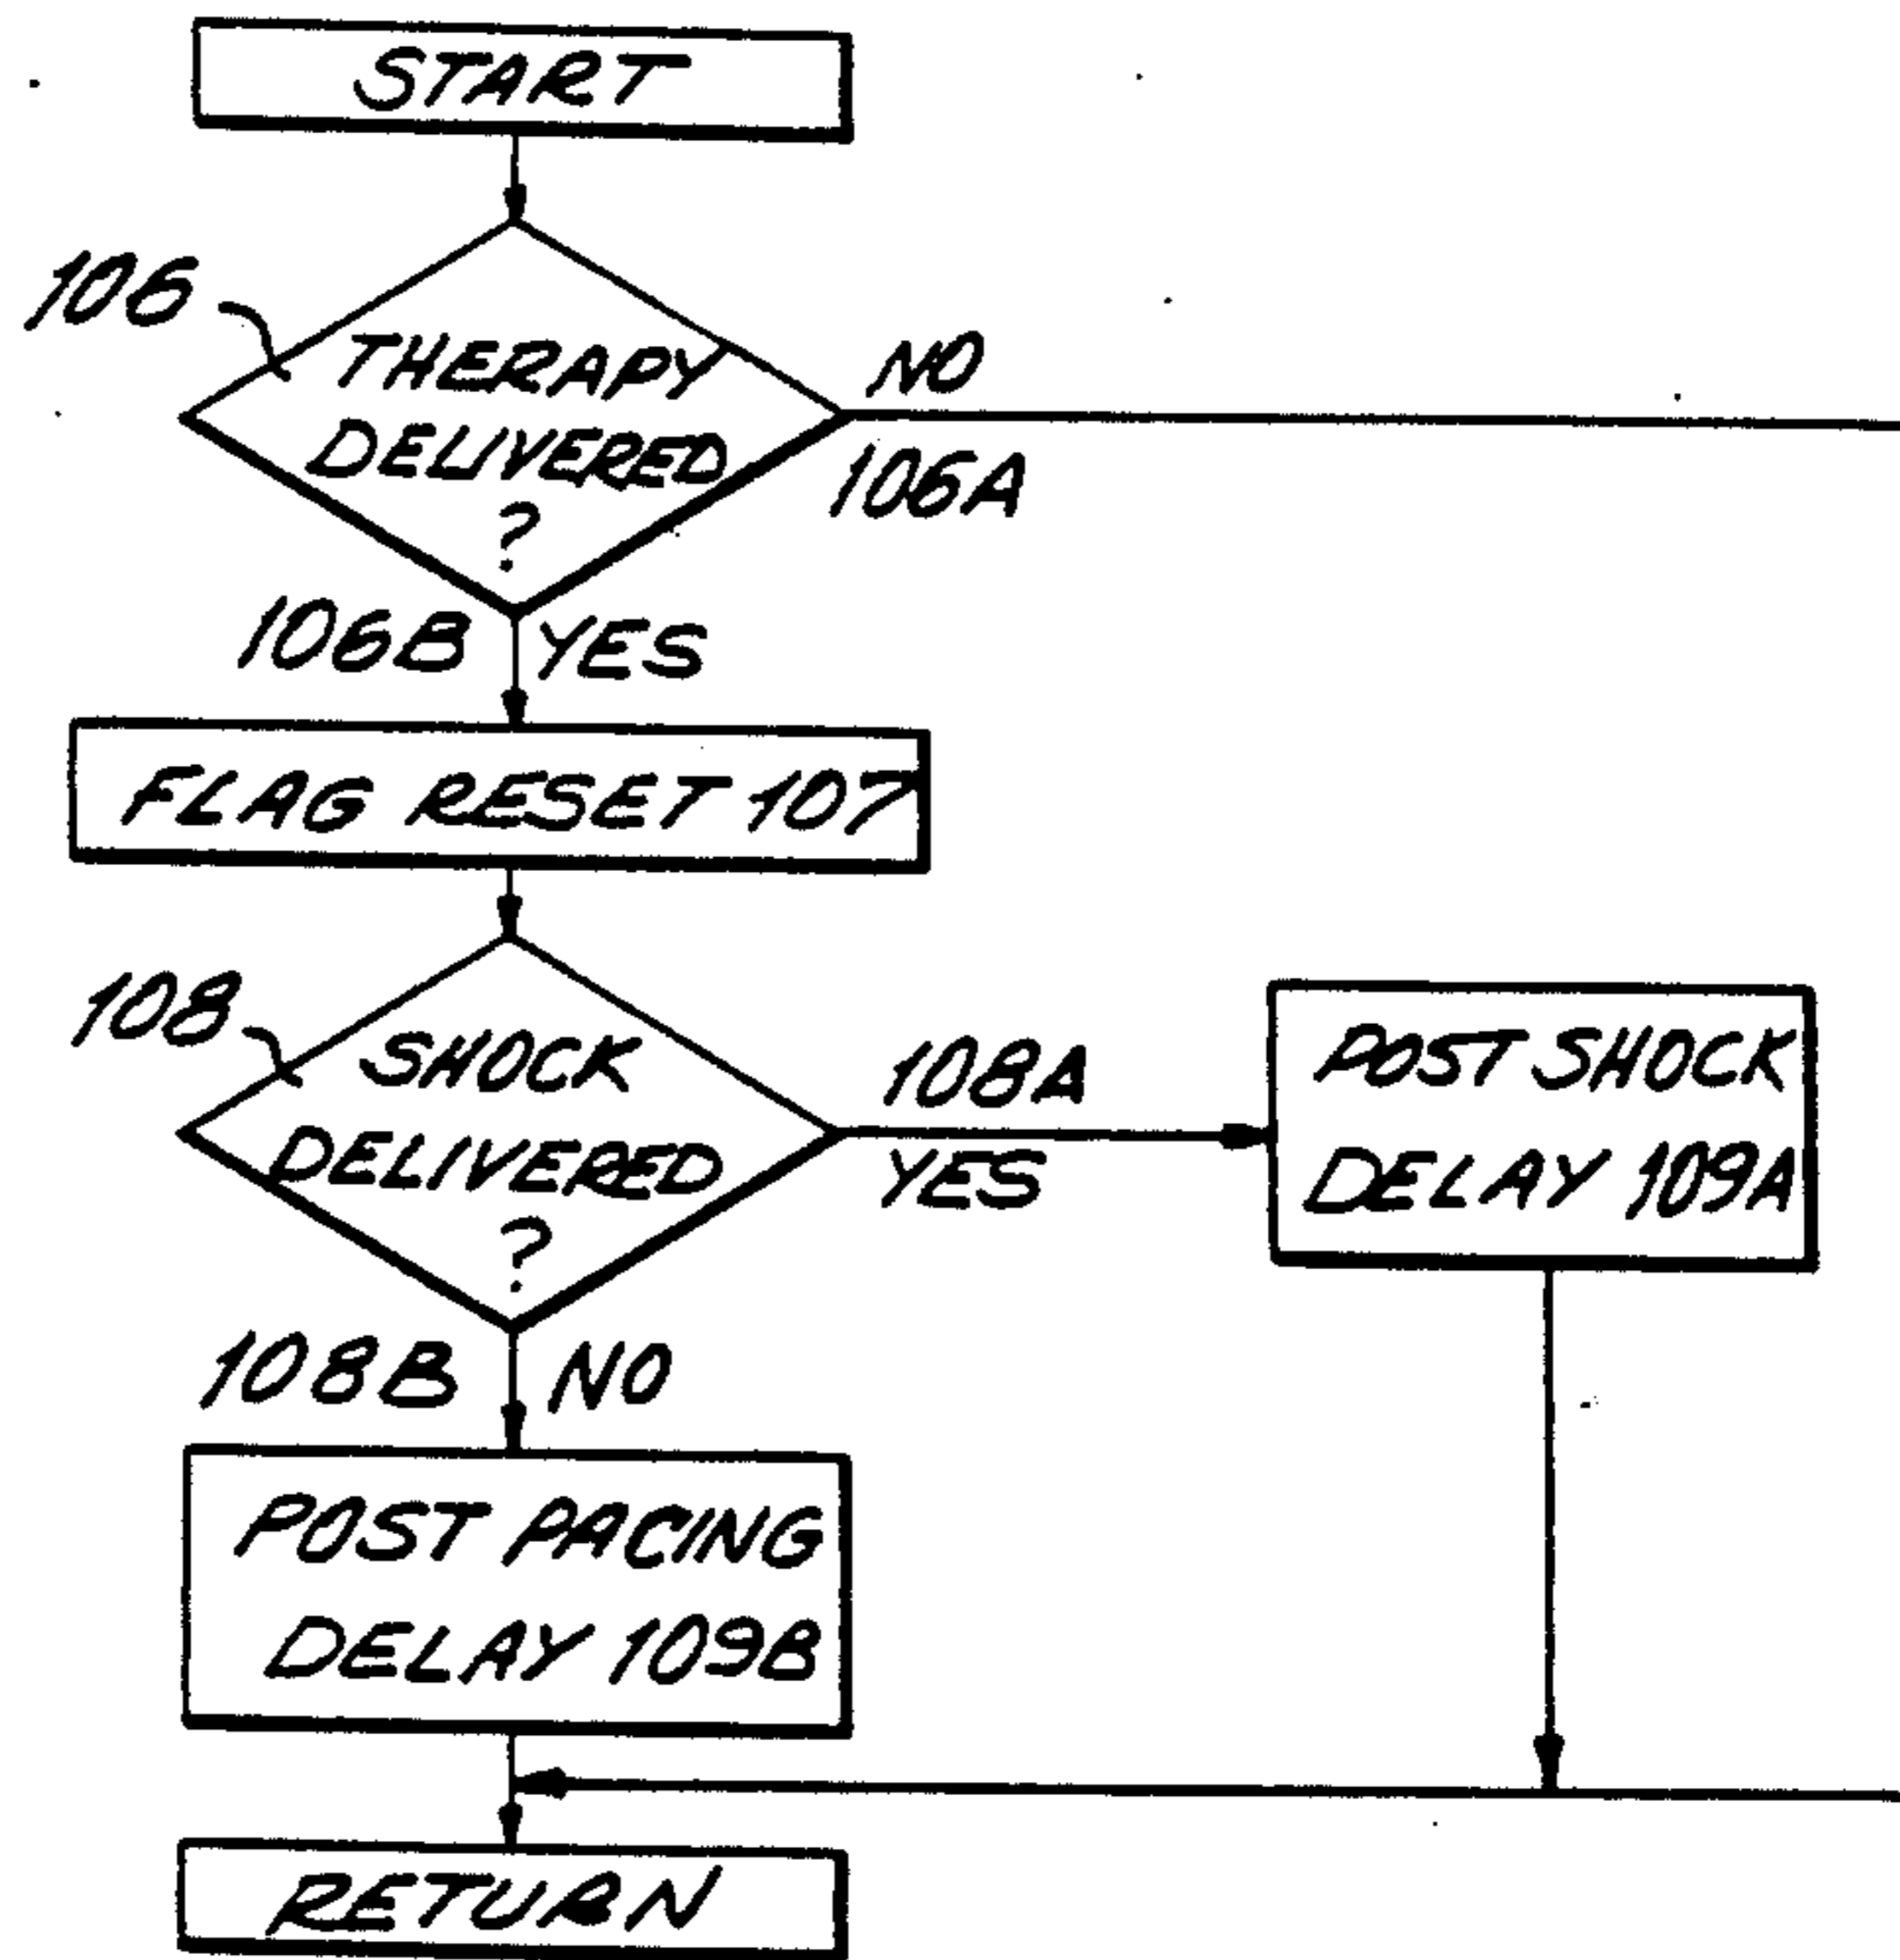 START
106
THERAPY
DELIVERED
?
NO
106A
106B YES
FLAG RESET 107
108
SHOCK
DELIVERED
?
108A
YES
POST SHOCK
DELAY 109A
108B NO
POST PACING
DELAY 109B
RETURN